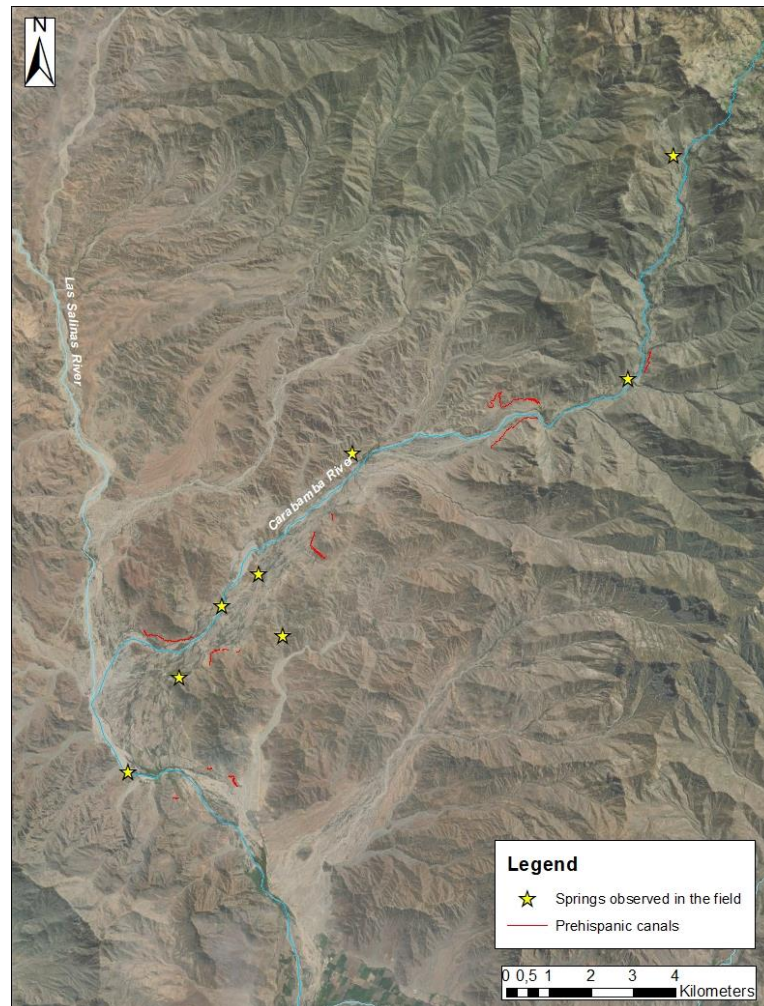 N
Las Salinas River
Carabamba River
Legend
Springs observed in the field
Prehispanic canals
0 0,5 1 2 3 4
Kilometers